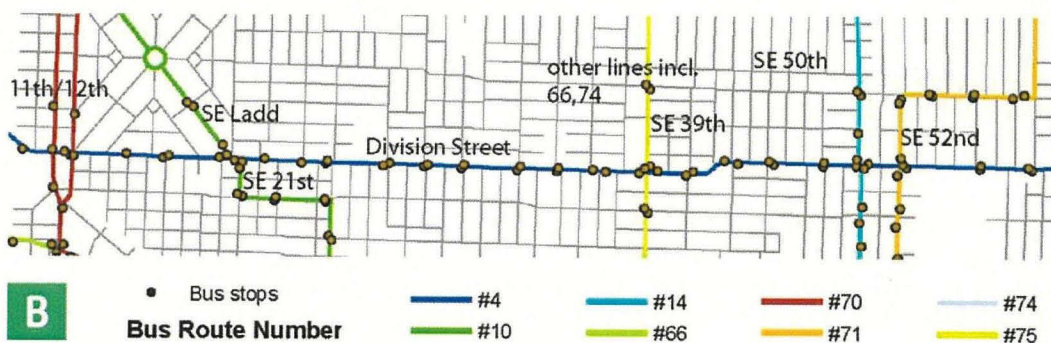 SE 50th
other lines incl.
66,74
11th/12th
SE Ladd
SE 39th
SE 52nd
Division Street
SE 21st
B
Bus stops
Bus Route Number
#4
#14
#70
#74
#10
#66
#71
#75